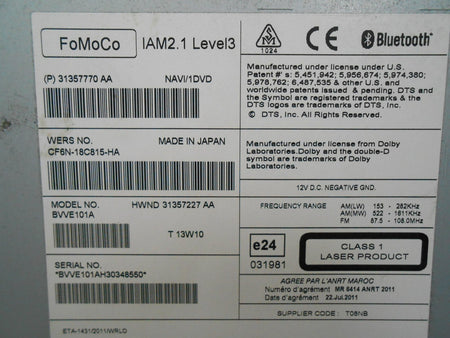 FoMoCo IAM2.1 Level3
(P) 31357770 AA NAVI/1DVD
WERS NO. MADE IN JAPAN
CF6N-18C815-HA
MODEL NO. HWND 31357227 AA
BVVE101A
T 13W10
SERIAL NO.
*BVVE101AH30348550*
ETA-1431/2011/WRLD
1024
Bluetooth
Manufactured under license under U.S.
Patent #'s : 5,451,942; 5,956,674; 5,974,380;
5,978,762; 6,487,535 & other U.S. and
worldwide patents issued & pending. DTS and
the Symbol are registered trademarks & the
DTS logos are trademarks of DTS, Inc.
© DTS, Inc. All Rights Reserved.
Manufactured under license from Dolby
Laboratories.Dolby and the double-D
symbol are trademarks of Dolby
Laboratories.
12V D.C. NEGATIVE GND.
FREQUENCY RANGE AM(LW) 153 - 282KHz
AM(MW) 522 - 1611KHz
FM 87.5 - 108.0MHz
e24
031981
CLASS 1
LASER PRODUCT
AGREE PAR L'ANRT MAROC
Numéro d'agrément MR 6414 ANRT 2011
Date d'agrément 22.Jul.2011
SUPPLIER CODE : T08NB